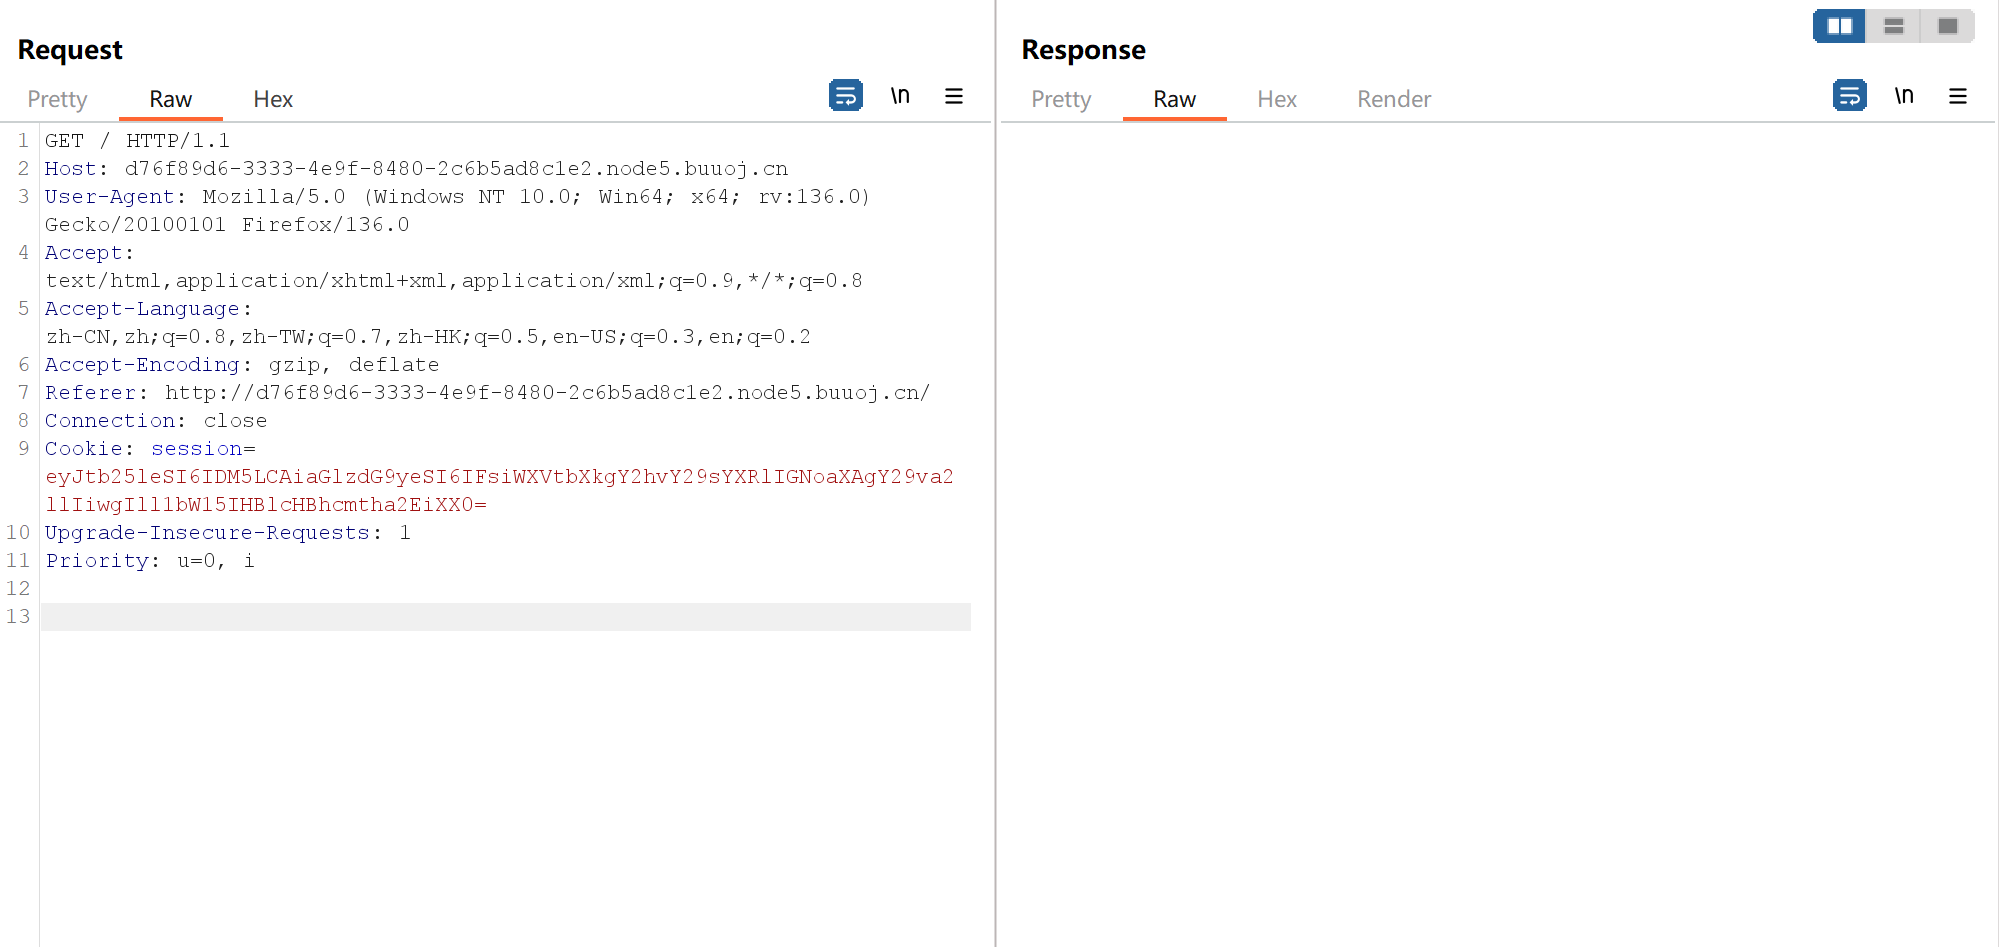 Request
Pretty Raw Hex
\n
1 GET / HTTP/1.1
2 Host: d76f89d6-3333-4e9f-8480-2c6b5ad8c1e2.node5.buuoj.cn
3 User-Agent: Mozilla/5.0 (Windows NT 10.0; Win64; x64; rv:136.0)
Gecko/20100101 Firefox/136.0
4 Accept:
text/html,application/xhtml+xml,application/xml;q=0.9,*/*;q=0.8
5 Accept-Language:
zh-CN,zh;q=0.8,zh-TW;q=0.7,zh-HK;q=0.5,en-US;q=0.3,en;q=0.2
6 Accept-Encoding: gzip, deflate
7 Referer: http://d76f89d6-3333-4e9f-8480-2c6b5ad8c1e2.node5.buuoj.cn/
8 Connection: close
9 Cookie: session=
eyJtb25leSI6IDM5LCAiaGlzdG9yeSI6IFsiWXVtbXkgY2hvY29sYXRlIGNoaXAgY29va2
llIiwgIll1bW15IHBlcHBhcmtha2EiXX0=
10 Upgrade-Insecure-Requests: 1
11 Priority: u=0, i
12
13
Response
Pretty Raw Hex Render
\n